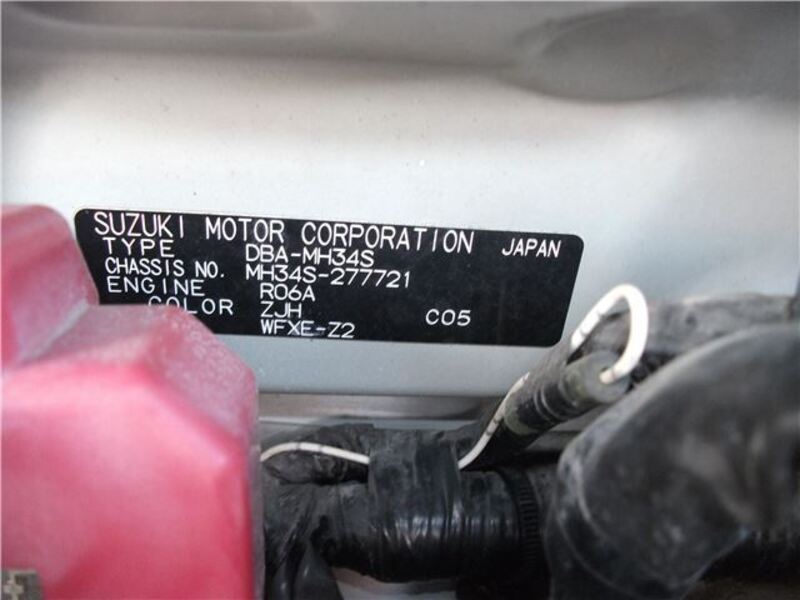 SUZUKI MOTOR CORPORATION JAPAN
TYPE DBA-MH34S
CHASSIS NO. MH34S-277721
ENGINE R06A
COLOR ZJH C05
WFXE-Z2